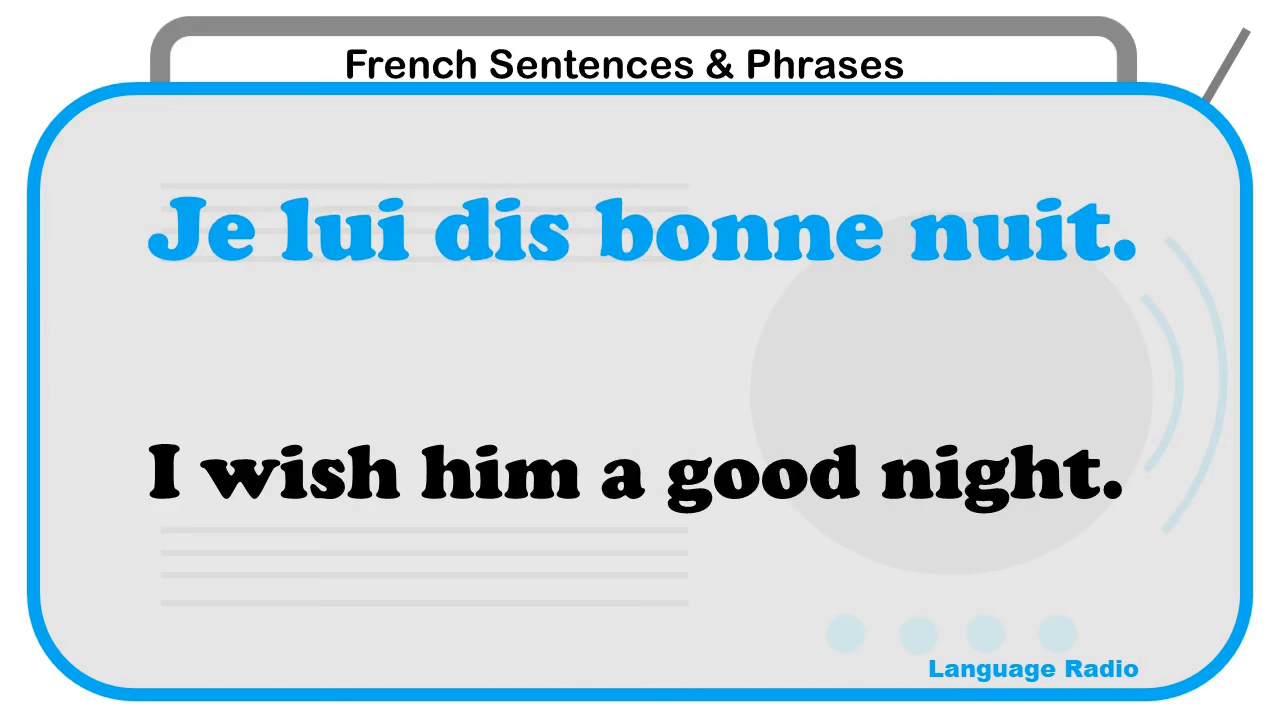 French Sentences & Phrases
Je lui dis bonne nuit.
I wish him a good night.
Language Radio